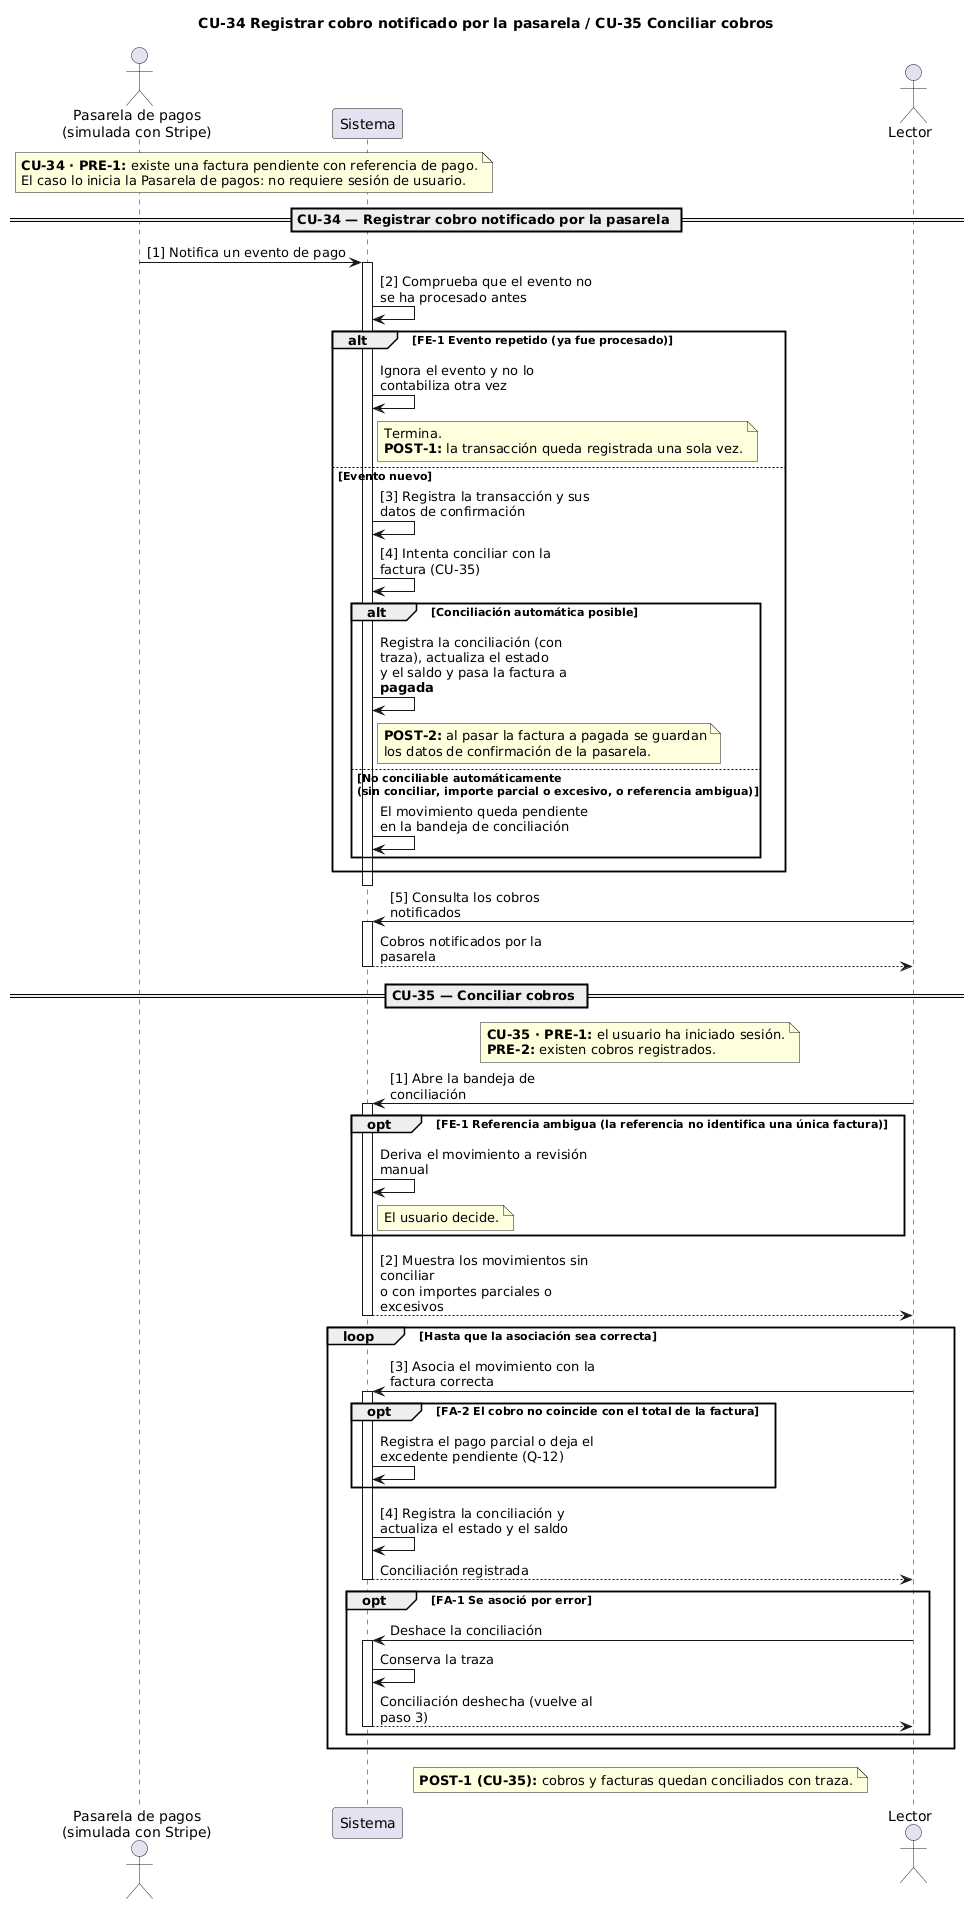 CU-34 Registrar cobro notificado por la pasarela / CU-35 Conciliar cobros
Pasarela de pagos
(simulada con Stripe)
Sistema
Lector
CU-34 · PRE-1: existe una factura pendiente con referencia de pago.
El caso lo inicia la Pasarela de pagos: no requiere sesión de usuario.
CU-34 — Registrar cobro notificado por la pasarela
[1] Notifica un evento de pago
[2] Comprueba que el evento no
se ha procesado antes
alt
[FE-1 Evento repetido (ya fue procesado)]
Ignora el evento y no lo
contabiliza otra vez
Termina.
POST-1: la transacción queda registrada una sola vez.
[Evento nuevo]
[3] Registra la transacción y sus
datos de confirmación
[4] Intenta conciliar con la
factura (CU-35)
alt
[Conciliación automática posible]
Registra la conciliación (con
traza), actualiza el estado
y el saldo y pasa la factura a
pagada
POST-2: al pasar la factura a pagada se guardan
los datos de confirmación de la pasarela.
[No conciliable automáticamente
(sin conciliar, importe parcial o excesivo, o referencia ambigua)]
El movimiento queda pendiente
en la bandeja de conciliación
[5] Consulta los cobros
notificados
Cobros notificados por la
pasarela
CU-35 — Conciliar cobros
CU-35 · PRE-1: el usuario ha iniciado sesión.
PRE-2: existen cobros registrados.
[1] Abre la bandeja de
conciliación
opt
[FE-1 Referencia ambigua (la referencia no identifica una única factura)]
Deriva el movimiento a revisión
manual
El usuario decide.
[2] Muestra los movimientos sin
conciliar
o con importes parciales o
excesivos
loop
[Hasta que la asociación sea correcta]
[3] Asocia el movimiento con la
factura correcta
opt
[FA-2 El cobro no coincide con el total de la factura]
Registra el pago parcial o deja el
excedente pendiente (Q-12)
[4] Registra la conciliación y
actualiza el estado y el saldo
Conciliación registrada
opt
[FA-1 Se asoció por error]
Deshace la conciliación
Conserva la traza
Conciliación deshecha (vuelve al
paso 3)
POST-1 (CU-35): cobros y facturas quedan conciliados con traza.
Pasarela de pagos
(simulada con Stripe)
Sistema
Lector